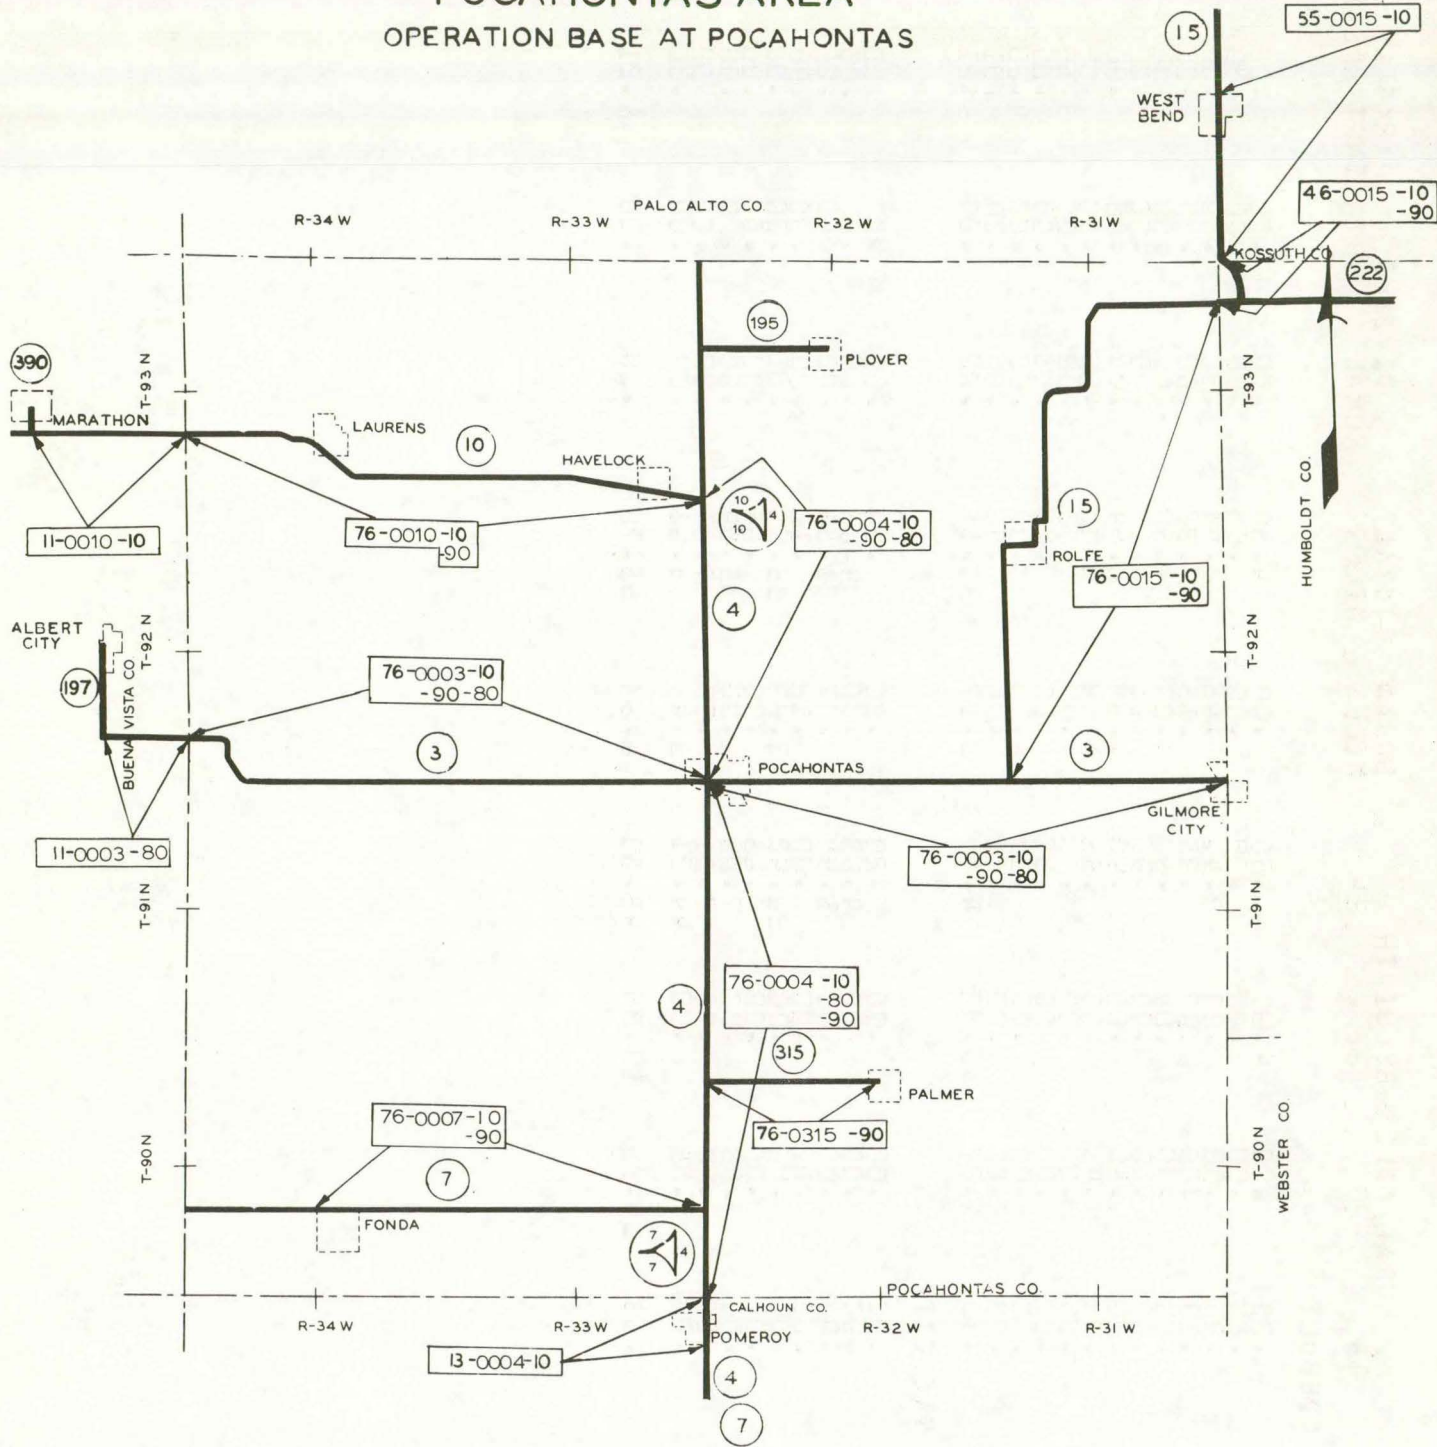 POCAHONTAS AREA
OPERATION BASE AT POCAHONTAS
15
55-0015-10
WEST
BEND
46-0015-10
-90
R-34 W
R-33 W
PALO ALTO CO.
R-32 W
R-31W
KOSSUTH CO
222
195
PLOVER
390
MARATHON
T-93 N
LAURENS
10
HAVELOCK
T-93 N
11-0010-10
76-0010-10
-90
10
10
4
76-0004-10
-90-80
15
ROLFE
76-0015-10
-90
HUMBOLDT CO.
4
ALBERT
CITY
T-92 N
T-92 N
197
BUENA VISTA CO.
76-0003-10
-90-80
3
POCAHONTAS
3
GILMORE
CITY
11-0003-80
76-0003-10
-90-80
T-91 N
T-91 N
4
76-0004-10
-80
-90
315
PALMER
76-0315-90
76-0007-10
-90
7
T-90 N
T-90 N
WEBSTER CO
FONDA
7
7
4
POCAHONTAS CO.
CALHOUN CO.
R-34 W
R-33 W
R-32 W
R-31 W
POMEROY
13-0004-10
4
7